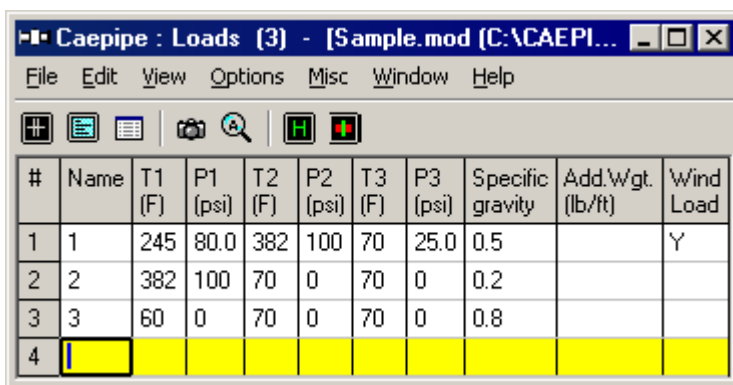 Caepipe : Loads (3) - [Sample.mod (C:\CAEPI...
File Edit View Options Misc Window Help
# Name T1 (F) P1 (psi) T2 (F) P2 (psi) T3 (F) P3 (psi) Specific gravity Add.Wgt. (lb/ft) Wind Load
1 1 245 80.0 382 100 70 25.0 0.5 Y
2 2 382 100 70 0 70 0 0.2
3 3 60 0 70 0 70 0 0.8
4